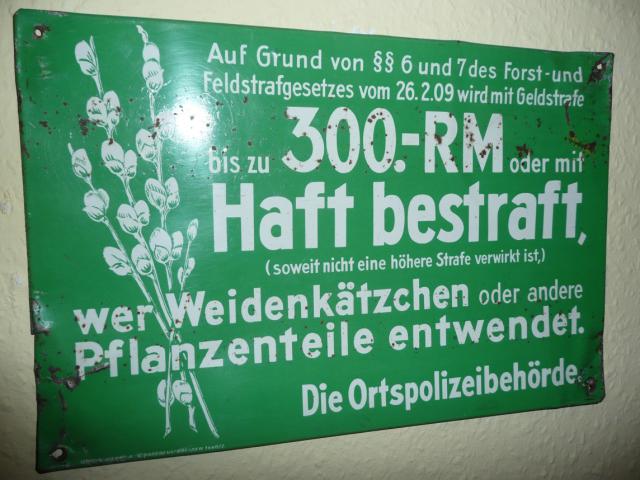 Auf Grund von §§ 6 und 7 des Forst- und
Feldstrafgesetzes vom 26.2.09 wird mit Geldstrafe
bis zu 300.-RM oder mit
Haft bestraft,
(soweit nicht eine höhere Strafe verwirkt ist,)
wer Weidenkätzchen oder andere
Pflanzenteile entwendet.
Die Ortspolizeibehörde.